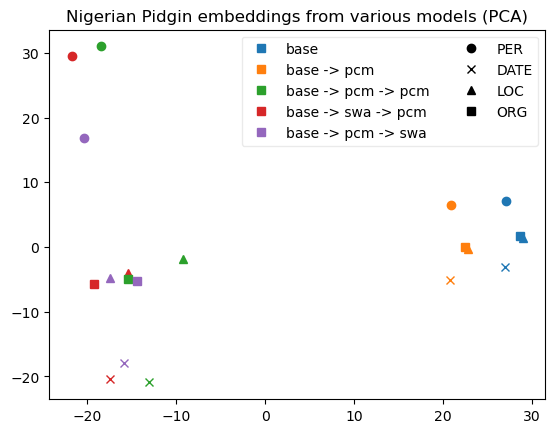 Nigerian Pidgin embeddings from various models (PCA)
base
base -> pcm
base -> pcm -> pcm
base -> swa -> pcm
base -> pcm -> swa
PER
DATE
LOC
ORG
30
20
10
0
−10
−20
−20
−10
0
10
20
30